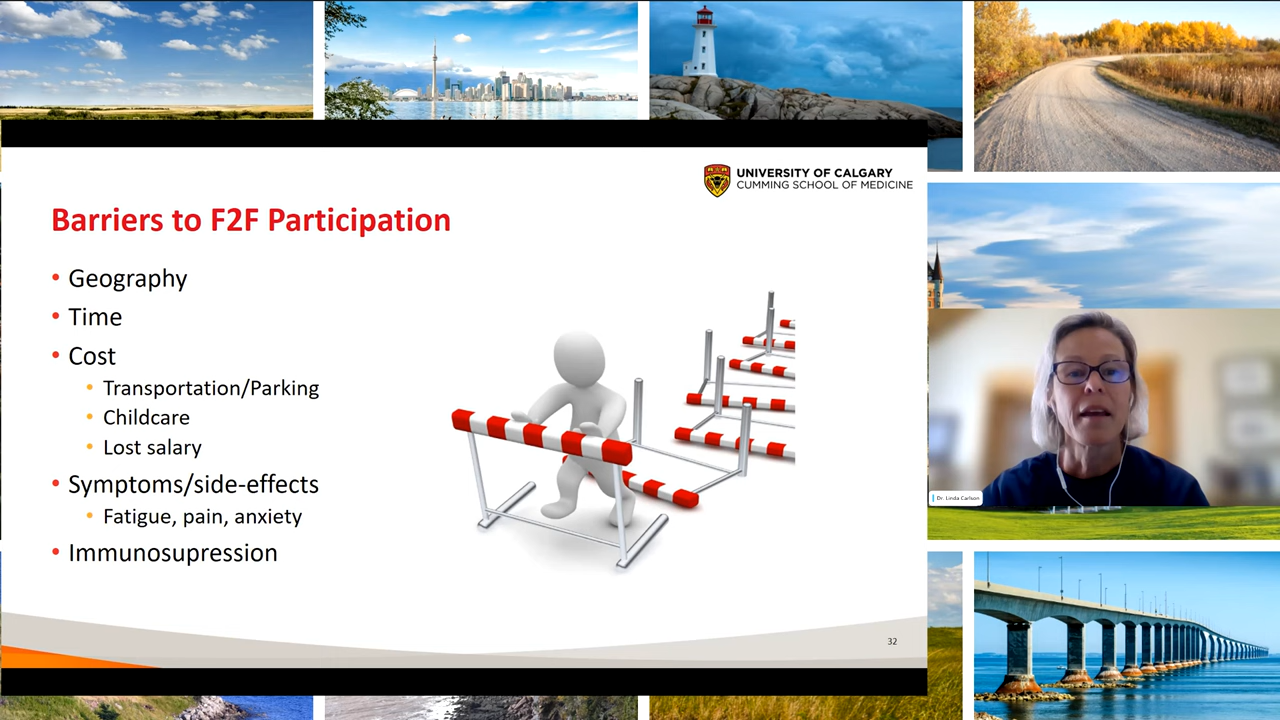 UNIVERSITY OF CALGARY
CUMMING SCHOOL OF MEDICINE
Barriers to F2F Participation
• Geography
• Time
• Cost
• Transportation/Parking
• Childcare
• Lost salary
• Symptoms/side-effects
• Fatigue, pain, anxiety
• Immunosupression
32
Dr. Linda Carlson